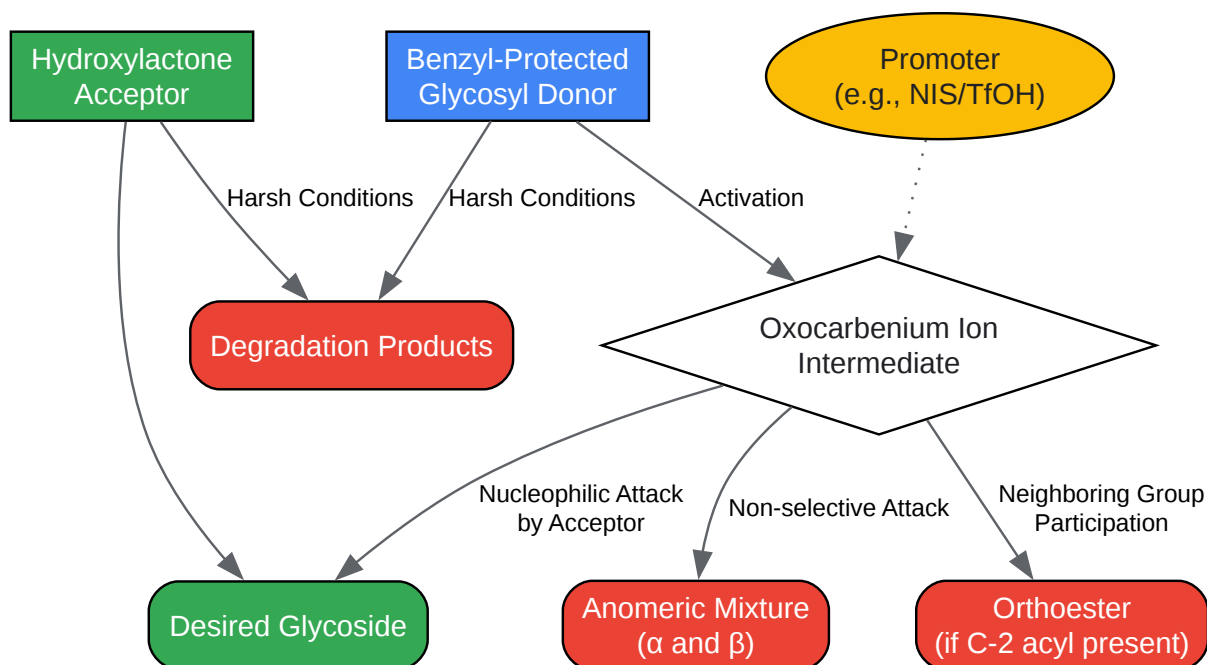 Hydroxylactone
Acceptor
Benzyl-Protected
Glycosyl Donor
Promoter
(e.g., NIS/TfOH)
Harsh Conditions
Harsh Conditions
Activation
Degradation Products
Oxocarbenium Ion
Intermediate
Nucleophilic Attack
by Acceptor
Non-selective Attack
Neighboring Group
Participation
Desired Glycoside
Anomeric Mixture
(α and β)
Orthoester
(if C-2 acyl present)